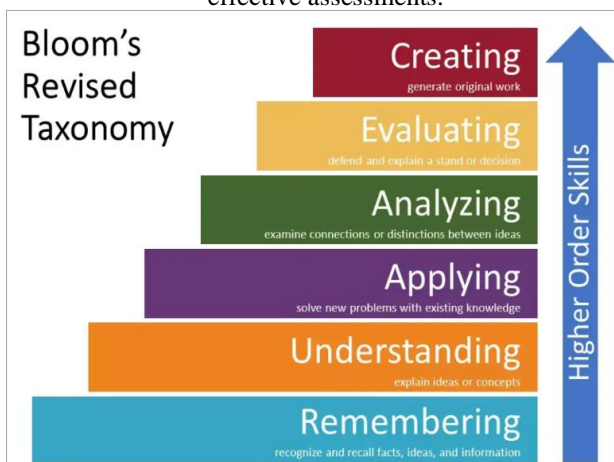 effective assessments.
Bloom's
Revised
Taxonomy
Creating
generate original work
Evaluating
defend and explain a stand or decision
Analyzing
examine connections or distinctions between ideas
Applying
solve new problems with existing knowledge
Understanding
explain ideas or concepts
Remembering
recognize and recall facts, ideas, and information
Higher Order Skills